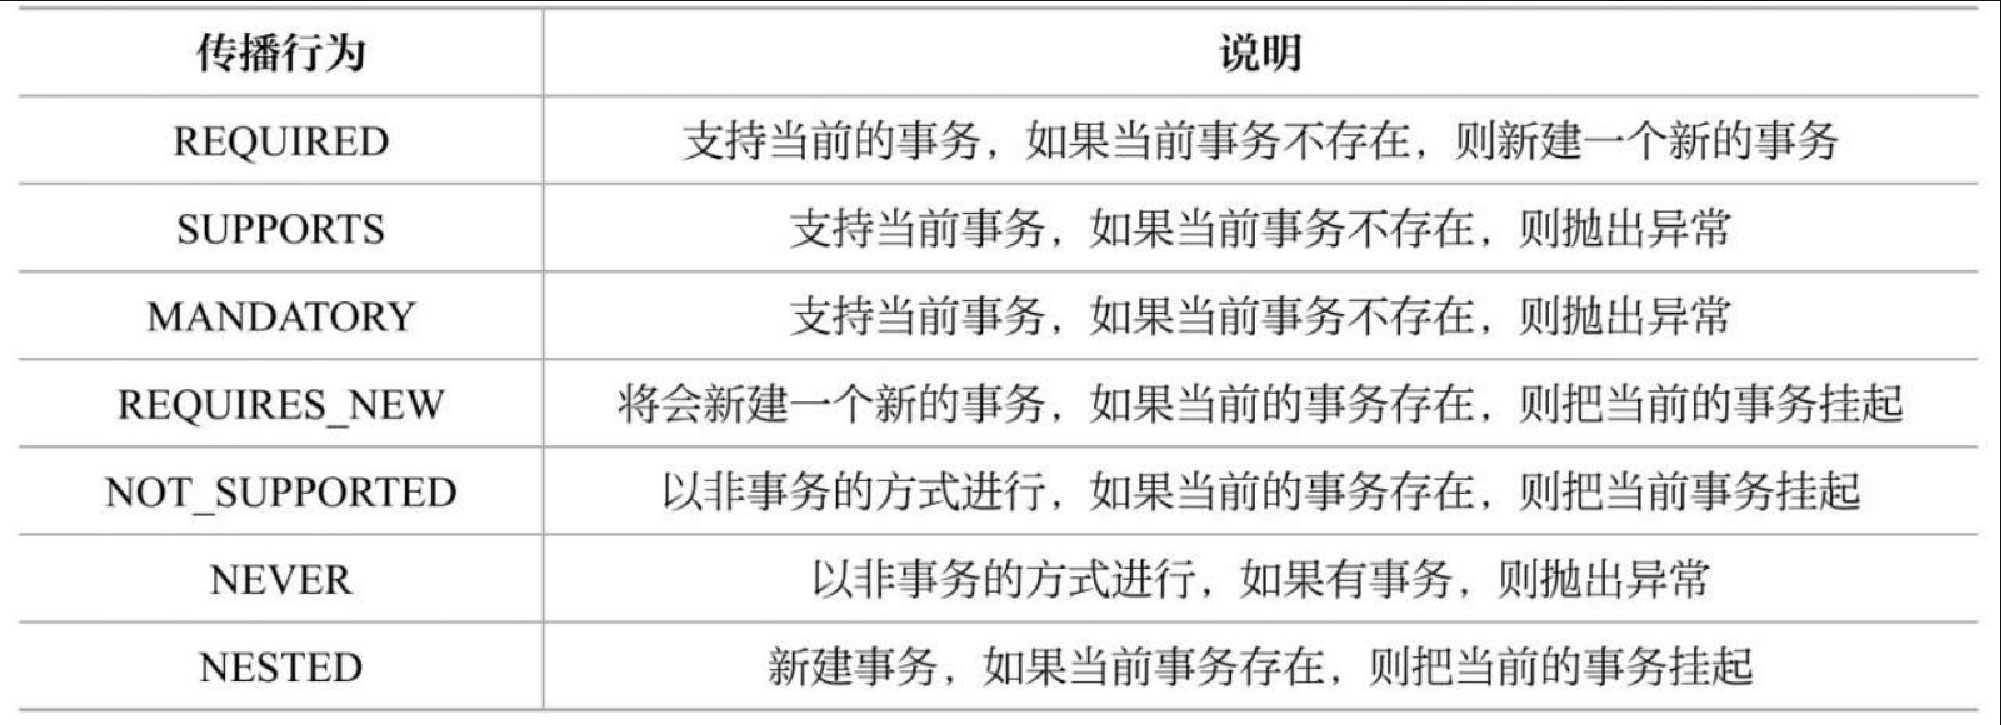 传播行为 说明
REQUIRED 支持当前的事务，如果当前事务不存在，则新建一个新的事务
SUPPORTS 支持当前事务，如果当前事务不存在，则抛出异常
MANDATORY 支持当前事务，如果当前事务不存在，则抛出异常
REQUIRES_NEW 将会新建一个新的事务，如果当前的事务存在，则把当前的事务挂起
NOT_SUPPORTED 以非事务的方式进行，如果当前的事务存在，则把当前事务挂起
NEVER 以非事务的方式进行，如果有事务，则抛出异常
NESTED 新建事务，如果当前事务存在，则把当前的事务挂起